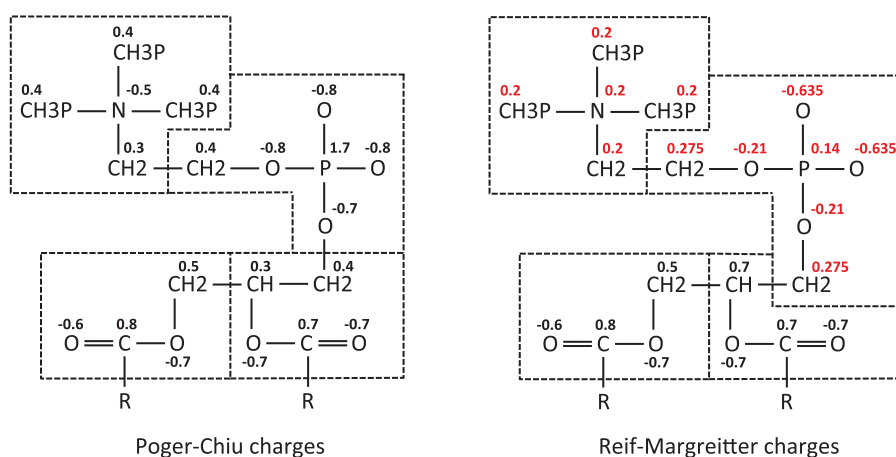 0.4
CH3P
0.4 -0.5 0.4
CH3P N CH3P
-0.8
O
0.3 0.4 -0.8 1.7 -0.8
CH2 CH2 O P O
-0.7
O
0.5 0.3 0.4
CH2 CH CH2
-0.6 0.8 0.7 -0.7
O C O O C O
-0.7 -0.7
R R
Poger-Chiu charges
0.2
CH3P
0.2 0.2 0.2
CH3P N CH3P
-0.635
O
0.2 0.275 -0.21 0.14 -0.635
CH2 CH2 O P O
-0.21
O
0.5 0.7 0.275
CH2 CH CH2
-0.6 0.8 0.7 -0.7
O C O O C O
-0.7 -0.7
R R
Reif-Margreitter charges